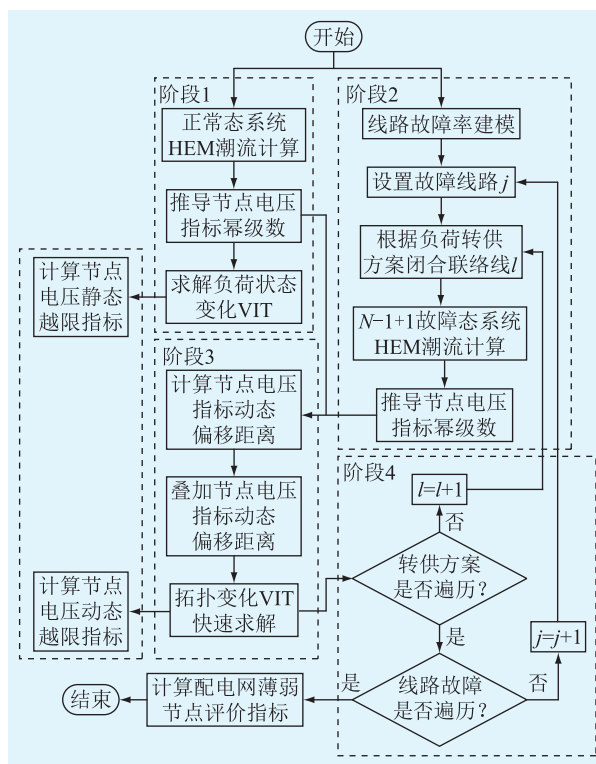 开始
阶段1
正常态系统
HEM潮流计算
推导节点电压
指标幂级数
求解负荷状态
变化VIT
计算节点
电压静态
越限指标
阶段2
线路故障率建模
设置故障线路j
根据负荷转供
方案闭合联络线l
N-1+1故障态系统
HEM潮流计算
推导节点电压
指标幂级数
阶段3
计算节点电压
指标动态
偏移距离
叠加节点电压
指标动态
偏移距离
拓扑变化VIT
快速求解
计算节点
电压动态
越限指标
阶段4
l=l+1
否
转供方案
是否遍历?
是
j=j+1
线路故障
是否遍历?
否
是
计算配电网薄弱
节点评价指标
结束